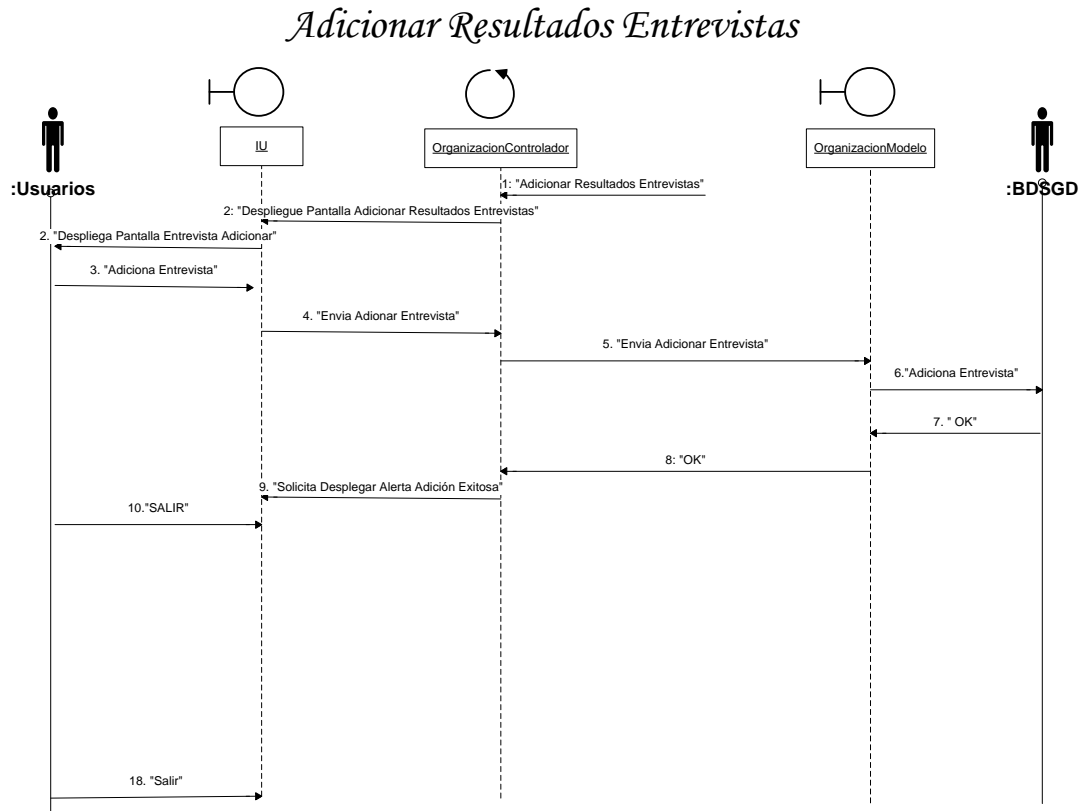 Adicionar Resultados Entrevistas
IU
OrganizacionControlador
OrganizacionModelo
:Usuarios
:BDSGD
1: "Adicionar Resultados Entrevistas"
2: "Despliegue Pantalla Adicionar Resultados Entrevistas"
2. "Despliega Pantalla Entrevista Adicionar"
3. "Adiciona Entrevista"
4. "Envia Adionar Entrevista"
5. "Envia Adicionar Entrevista"
6."Adiciona Entrevista"
7. " OK"
8: "OK"
9. "Solicita Desplegar Alerta Adición Exitosa"
10."SALIR"
18. "Salir"